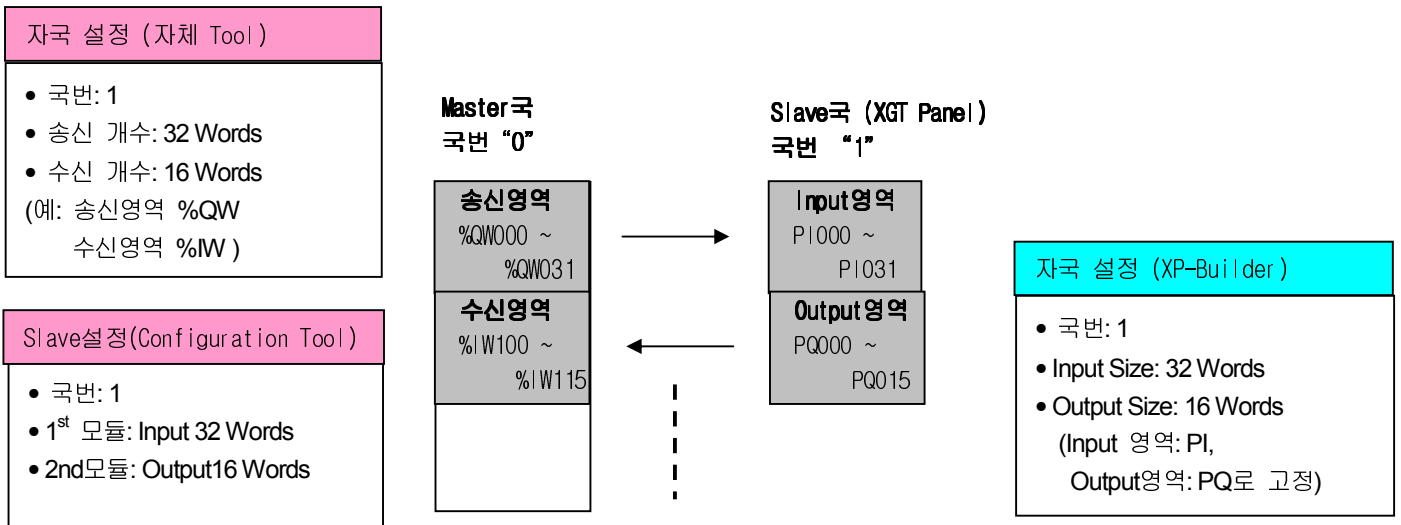 자국 설정 (자체 Tool)
• 국번: 1
• 송신 개수: 32 Words
• 수신 개수: 16 Words
(예: 송신영역 %QW
수신영역 %IW )
Slave설정(Configuration Tool)
• 국번: 1
• 1st 모듈: Input 32 Words
• 2nd모듈: Output16 Words
Master국
국번 “0”
송신영역
%QW000 ~
%QW031
수신영역
%IW100 ~
%IW115
Slave국 (XGT Panel)
국번 “1”
Input영역
PI000 ~
PI031
Output영역
PQ000 ~
PQ015
자국 설정 (XP-Builder)
• 국번: 1
• Input Size: 32 Words
• Output Size: 16 Words
(Input 영역: PI,
Output영역: PQ로 고정)